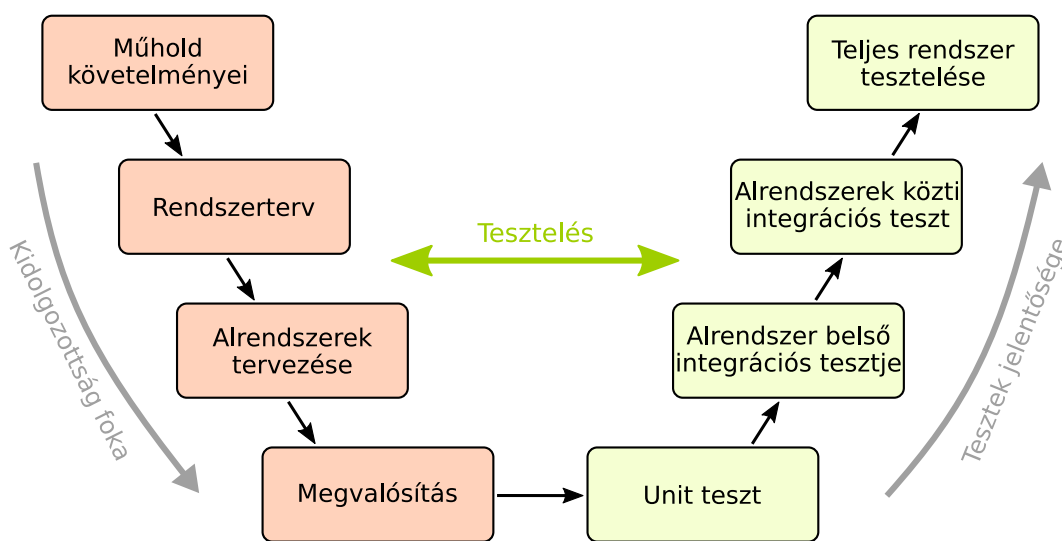 Műhold
követelményei
Teljes rendszer
tesztelése
Rendszerterv
Alrendszerek közti
integrációs teszt
Tesztelés
Kidolgozottság foka
Tesztek jelentősége
Alrendszerek
tervezése
Alrendszer belső
integrációs tesztje
Megvalósítás
Unit teszt